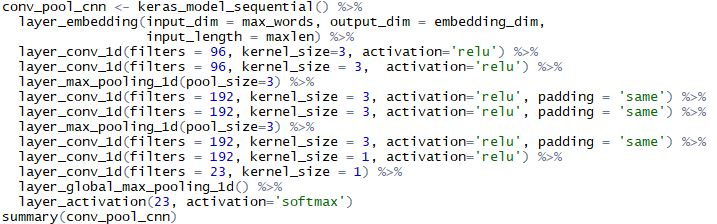 conv_pool_cnn <- keras_model_sequential() %>%
  layer_embedding(input_dim = max_words, output_dim = embedding_dim,
                  input_length = maxlen) %>%
  layer_conv_1d(filters = 96, kernel_size=3, activation='relu') %>%
  layer_conv_1d(filters = 96, kernel_size = 3,  activation='relu') %>%
  layer_max_pooling_1d(pool_size=3) %>%
  layer_conv_1d(filters = 192, kernel_size = 3, activation='relu', padding = 'same') %>%
  layer_conv_1d(filters = 192, kernel_size = 3, activation='relu', padding = 'same') %>%
  layer_max_pooling_1d(pool_size=3) %>%
  layer_conv_1d(filters = 192, kernel_size = 3, activation='relu', padding = 'same') %>%
  layer_conv_1d(filters = 192, kernel_size = 1, activation='relu') %>%
  layer_conv_1d(filters = 23, kernel_size = 1) %>%
  layer_global_max_pooling_1d() %>%
  layer_activation(23, activation='softmax')
summary(conv_pool_cnn)